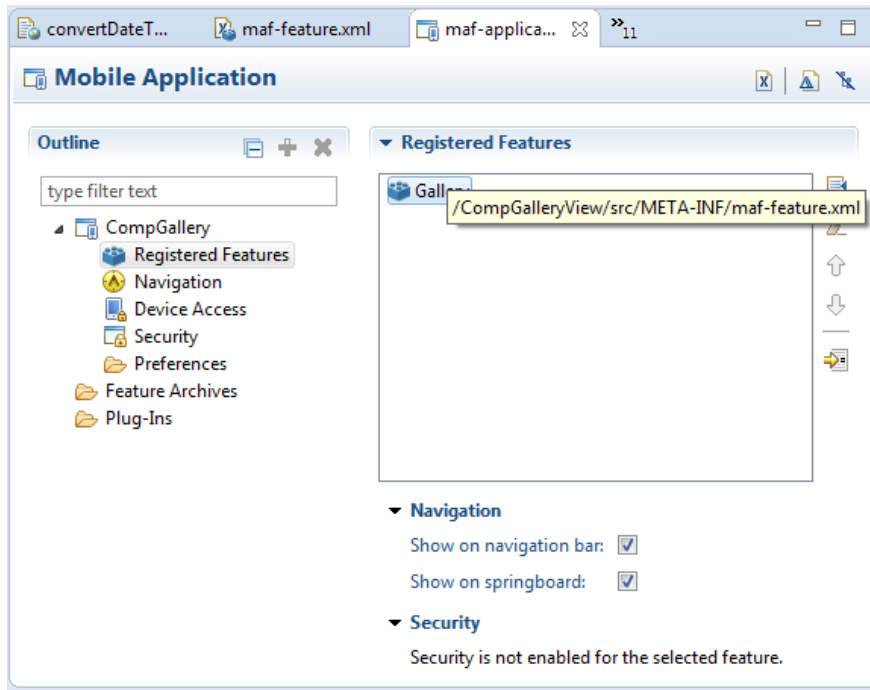 convertDateT... maf-feature.xml maf-applica... »11
Mobile Application
Outline
type filter text
CompGallery
Registered Features
Navigation
Device Access
Security
Preferences
Feature Archives
Plug-Ins
Registered Features
Gallery
/CompGalleryView/src/META-INF/maf-feature.xml
Navigation
Show on navigation bar:
Show on springboard:
Security
Security is not enabled for the selected feature.